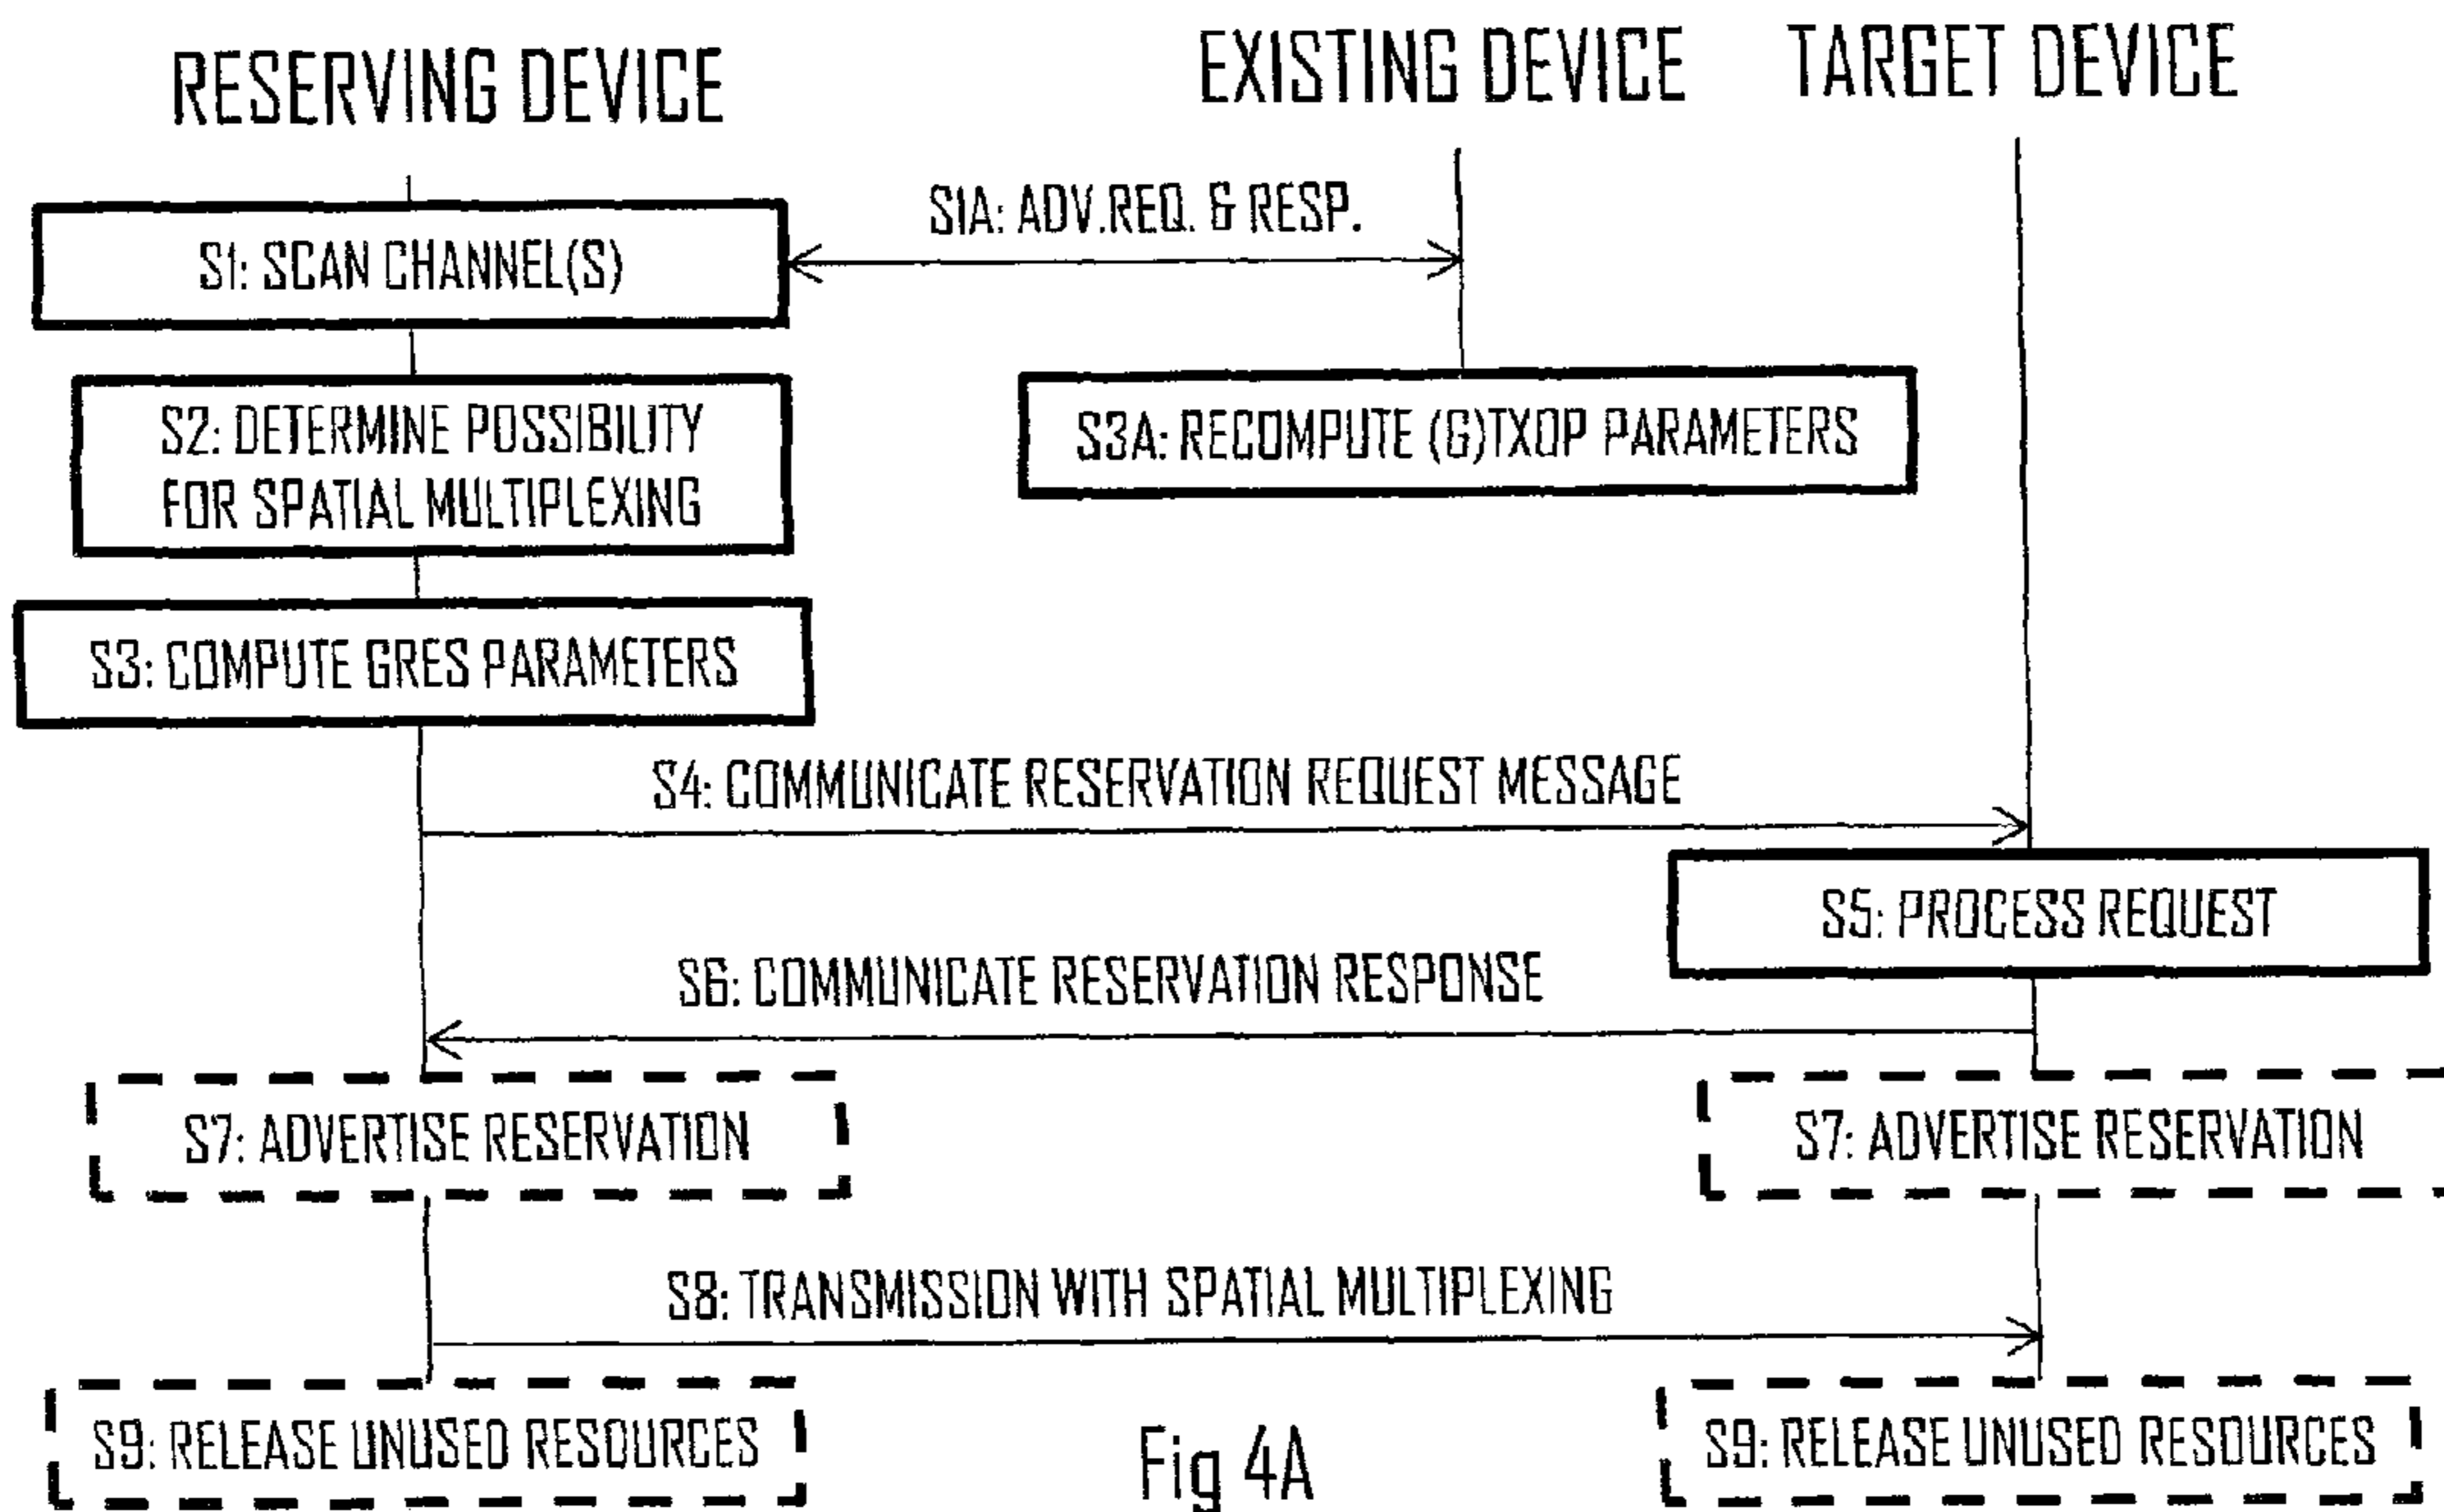 RESERVING DEVICE
EXISTING DEVICE
TARGET DEVICE
S1A: ADV.REQ. & RESP.
S1: SCAN CHANNEL(S)
S2: DETERMINE POSSIBILITY
FOR SPATIAL MULTIPLEXING
S3A: RECOMPUTE (G)TXOP PARAMETERS
S3: COMPUTE GRES PARAMETERS
S4: COMMUNICATE RESERVATION REQUEST MESSAGE
S5: PROCESS REQUEST
S6: COMMUNICATE RESERVATION RESPONSE
S7: ADVERTISE RESERVATION
S7: ADVERTISE RESERVATION
S8: TRANSMISSION WITH SPATIAL MULTIPLEXING
S9: RELEASE UNUSED RESOURCES
S9: RELEASE UNUSED RESOURCES
Fig 4A